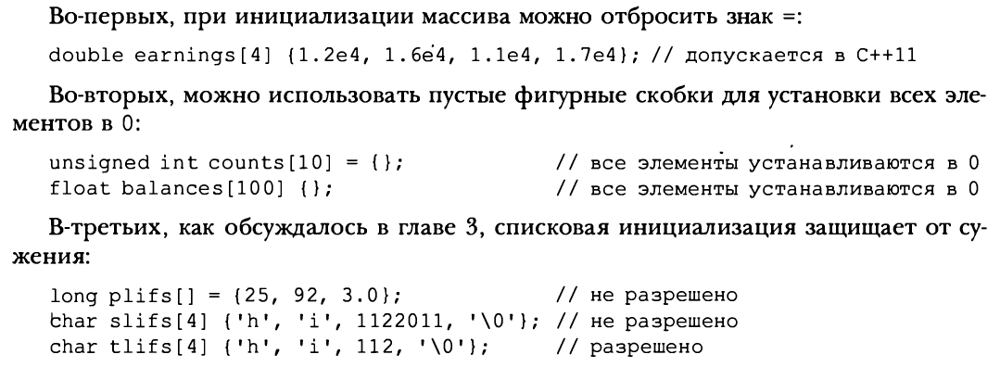 Во-первых, при инициализации массива можно отбросить знак =:
double earnings[4] {1.2e4, 1.6e4, 1.1e4, 1.7e4}; // допускается в C++11
Во-вторых, можно использовать пустые фигурные скобки для установки всех эле-
ментов в 0:
unsigned int counts[10] = {}; // все элементы устанавливаются в 0
float balances[100] {}; // все элементы устанавливаются в 0
В-третьих, как обсуждалось в главе 3, списковая инициализация защищает от су-
жения:
long plifs[] = {25, 92, 3.0}; // не разрешено
char slifs[4] {'h', 'i', 1122011, '\0'}; // не разрешено
char tlifs[4] {'h', 'i', 112, '\0'}; // разрешено